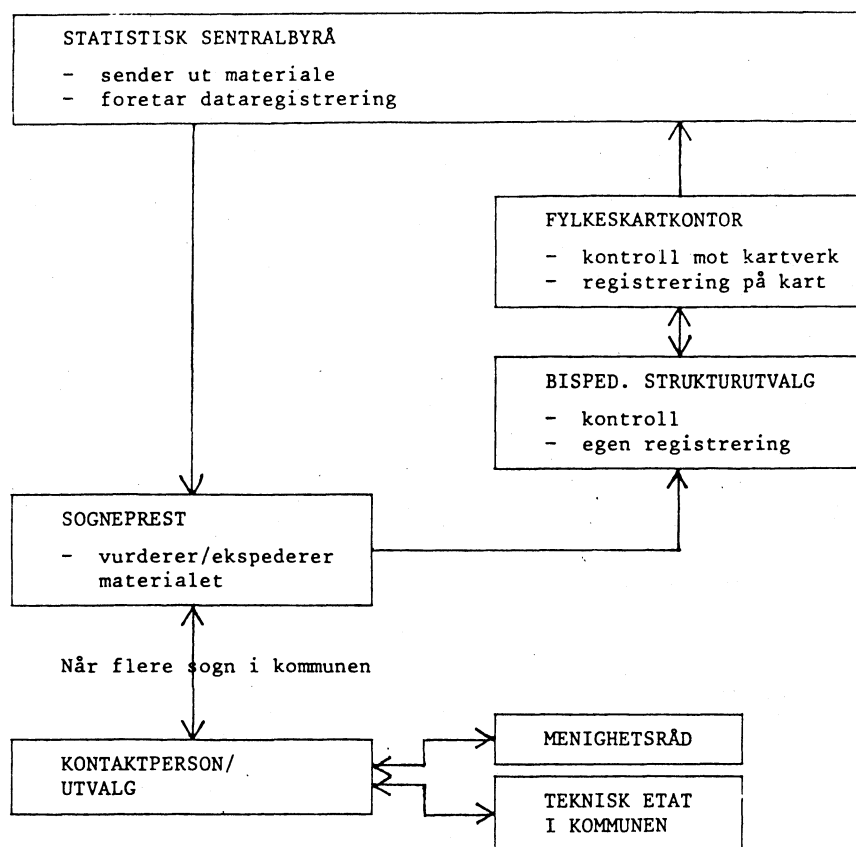 STATISTISK SENTRALBYRÅ
- sender ut materiale
- foretar dataregistrering
FYLKESKARTKONTOR
- kontroll mot kartverk
- registrering på kart
BISPED. STRUKTURUTVALG
- kontroll
- egen registrering
SOGNEPREST
- vurderer/ekspederer
materialet
Når flere sogn i kommunen
KONTAKTPERSON/
UTVALG
MENIGHETSRÅD
TEKNISK ETAT
I KOMMUNEN